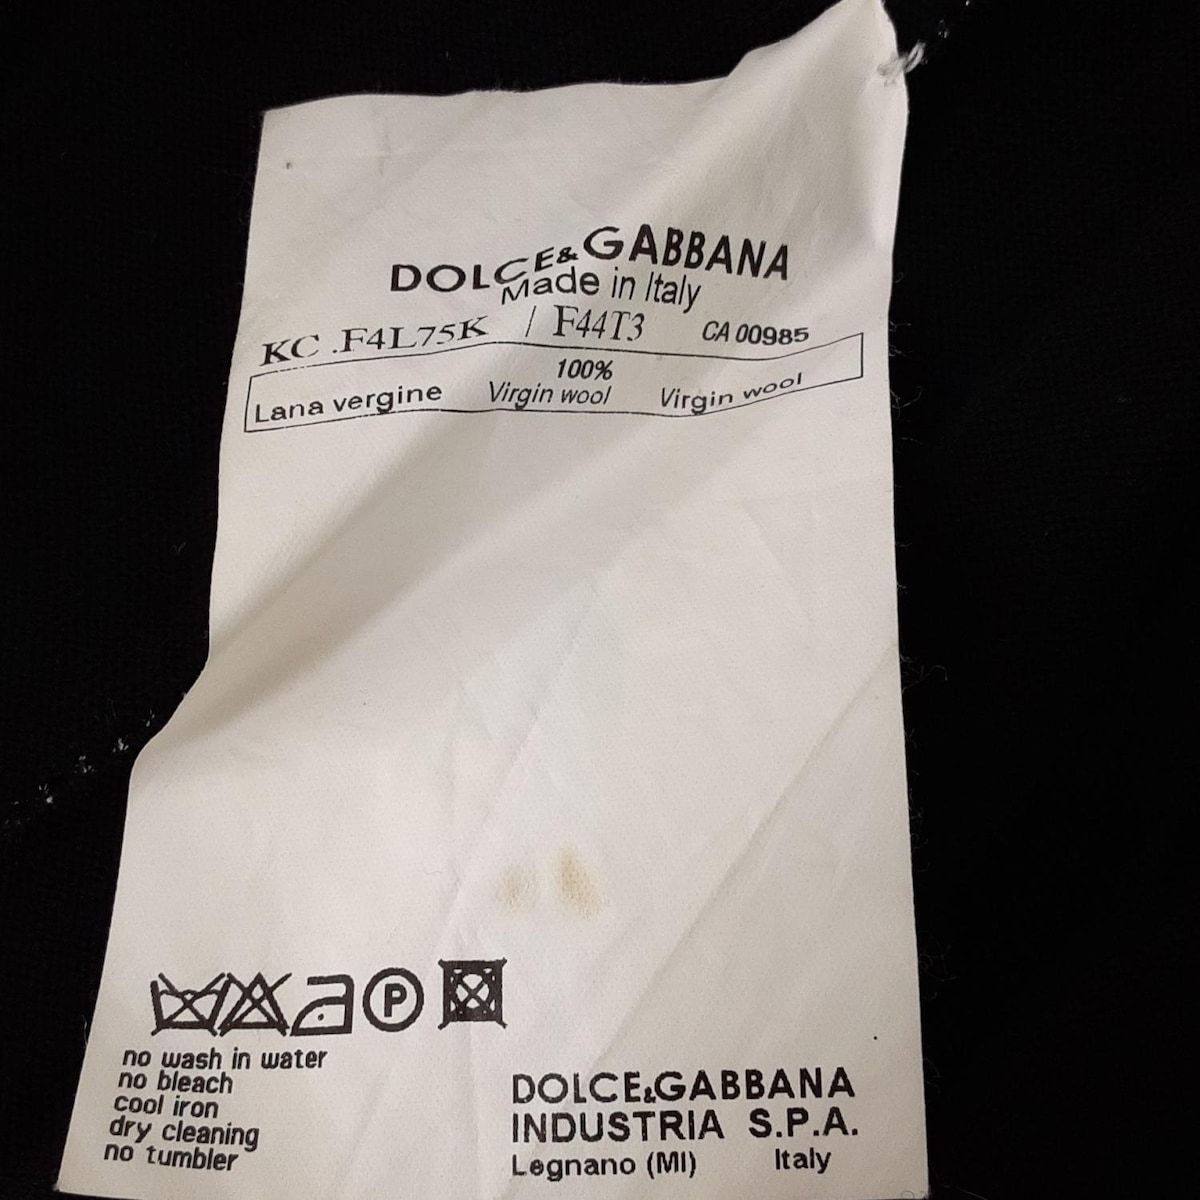 DOLCE&GABBANA
Made in Italy
KC .F4L75K / F44T3 CA 00985
100%
Lana vergine Virgin wool Virgin wool
P
no wash in water
no bleach
cool iron
dry cleaning
no tumbler
DOLCE&GABBANA
INDUSTRIA S.P.A.
Legnano (MI) Italy